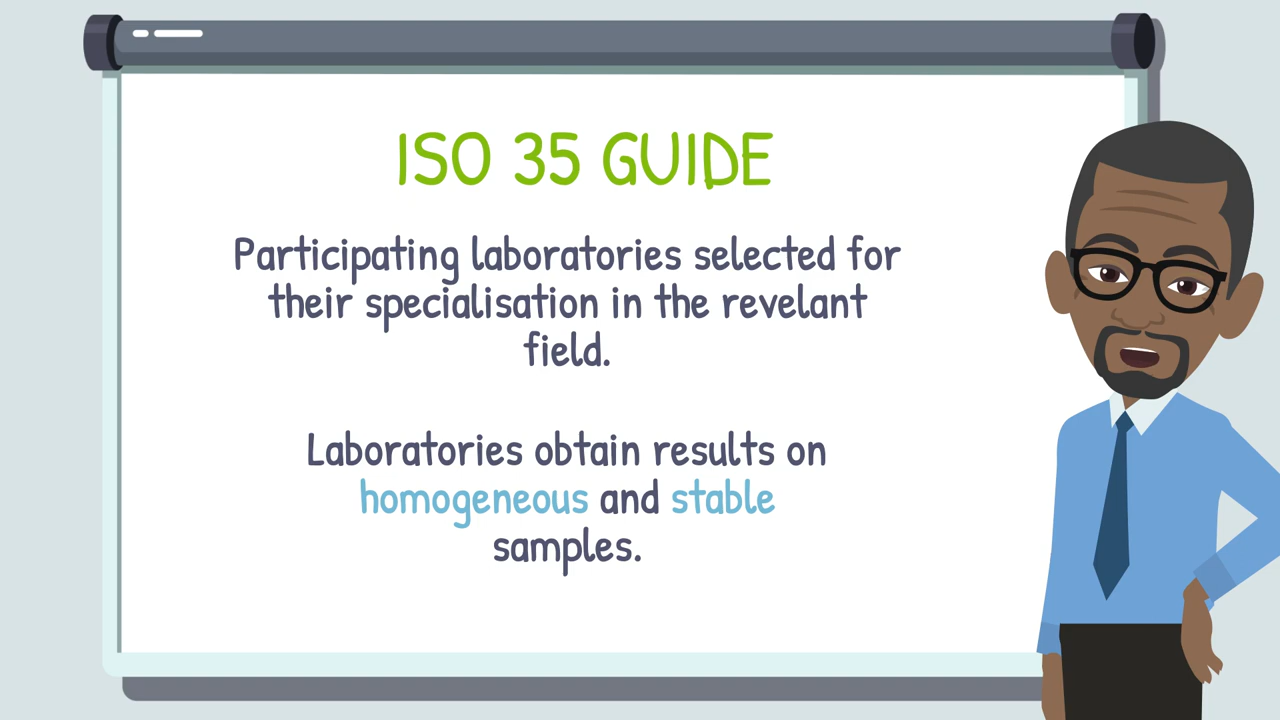 ISO 35 GUIDE
Participating laboratories selected for
their specialisation in the revelant
field.
Laboratories obtain results on
homogeneous and stable
samples.